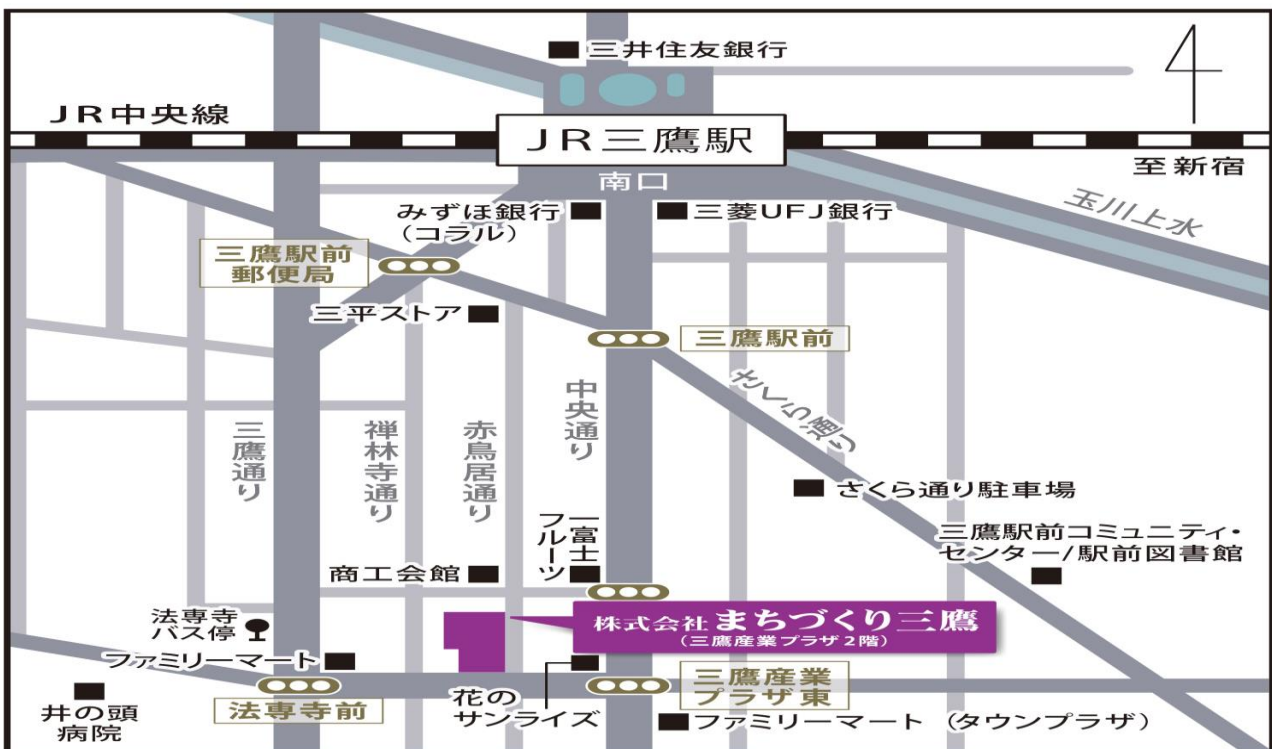 三井住友銀行
4
JR中央線
JR三鷹駅
至新宿
南口
玉川上水
みずほ銀行
(コラル)
三菱UFJ銀行
三鷹駅前
郵便局
三平ストア
三鷹駅前
さくら通り
中央通り
三鷹通り
禅林寺通り
赤鳥居通り
さくら通り駐車場
一富士
フルーツ
三鷹駅前コミュニティ・
センター/駅前図書館
商工会館
法専寺
バス停
株式会社 まちづくり三鷹
(三鷹産業プラザ2階)
ファミリーマート
三鷹産業
プラザ東
井の頭
病院
法専寺前
花の
サンライズ
ファミリーマート (タウンプラザ)